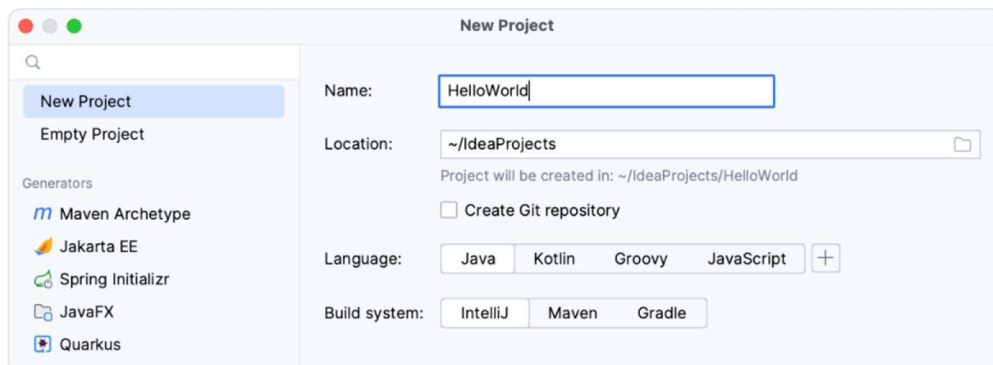 New Project
New Project
Empty Project
Generators
Maven Archetype
Jakarta EE
Spring Initializr
JavaFX
Quarkus
Name: HelloWorld
Location: ~/IdeaProjects
Project will be created in: ~/IdeaProjects/HelloWorld
Create Git repository
Language: Java Kotlin Groovy JavaScript +
Build system: IntelliJ Maven Gradle